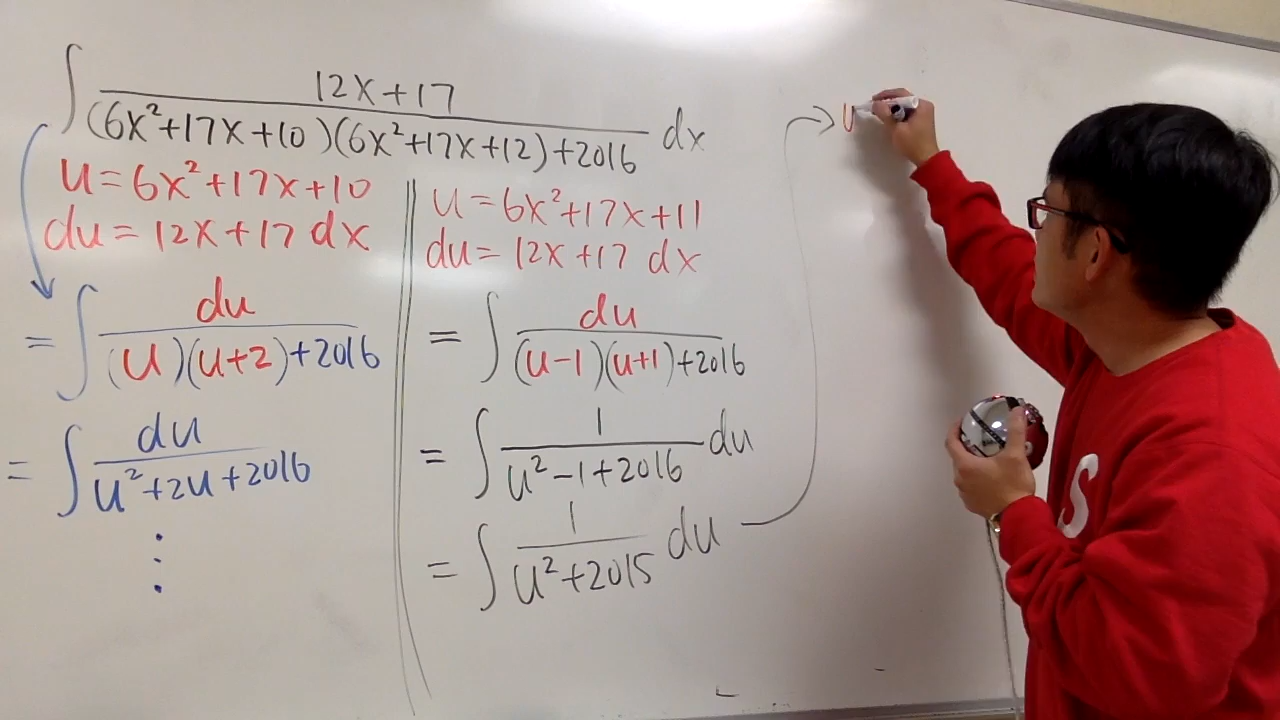 ∫ 12x+17 / (6x²+17x+10)(6x²+17x+12)+2016 dx
u = 6x²+17x+10
du = 12x+17 dx
= ∫ du / (u)(u+2)+2016
= ∫ du / u²+2u+2016
⋮
u = 6x²+17x+11
du = 12x+17 dx
= ∫ du / (u-1)(u+1)+2016
= ∫ 1 / u²-1+2016 du
= ∫ 1 / u²+2015 du
u
S